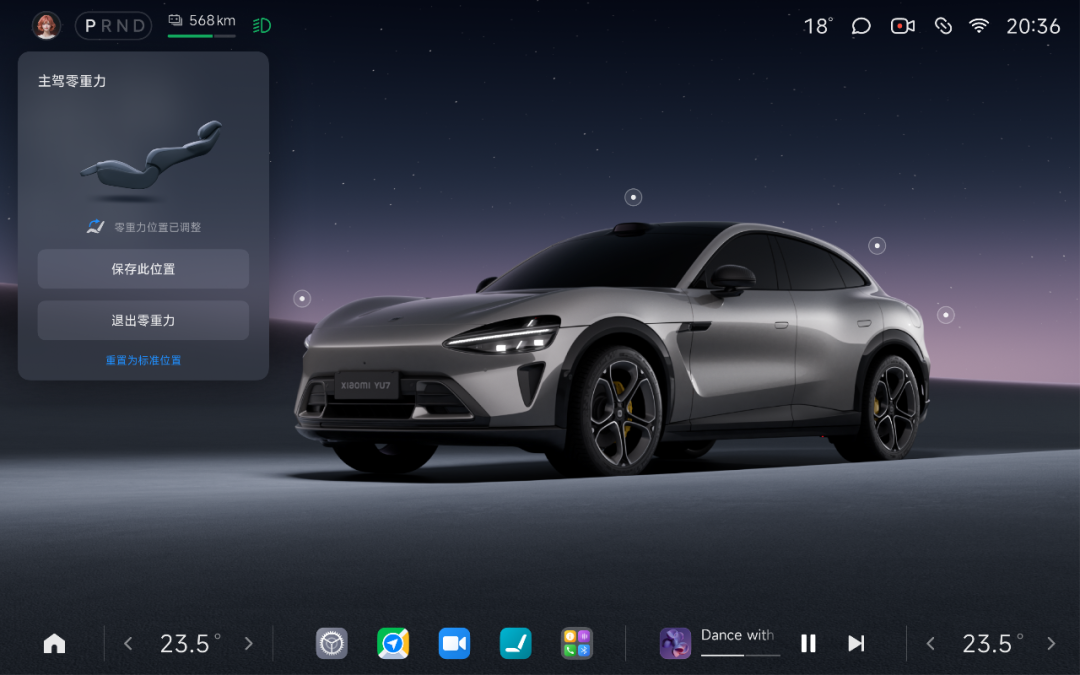 P R N D
568km
18°
20:36
主驾零重力
零重力位置已调整
保存此位置
退出零重力
重置为标准位置
XIAOMI YU7
23.5°
Dance with
23.5°